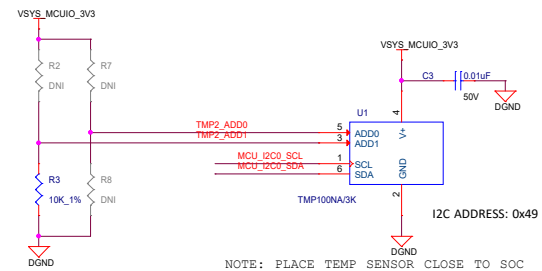 VSYS_MCUIO_3V3
R2
DNI
R7
DNI
VSYS_MCUIO_3V3
C3
0.01uF
50V
DGND
U1
TMP2_ADD0
TMP2_ADD1
5
3
4
ADD0
ADD1
V+
MCU_I2C0_SCL
MCU_I2C0_SDA
1
6
SCL
SDA
GND
2
R3
10K_1%
R8
DNI
TMP100NA/3K
I2C ADDRESS: 0x49
DGND
DGND
NOTE: PLACE TEMP SENSOR CLOSE TO SOC